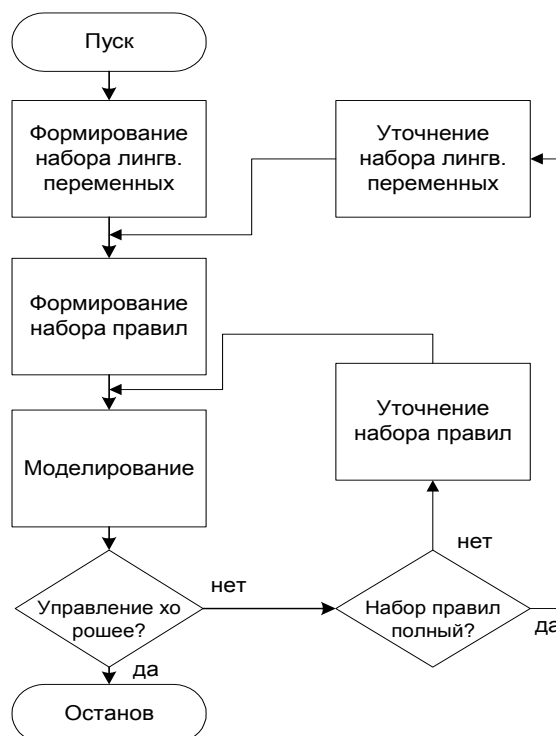 Пуск
Формирование
набора лингв.
переменных
Уточнение
набора лингв.
переменных
Формирование
набора правил
Уточнение
набора правил
Моделирование
нет
Управление хо
рошее?
нет
Набор правил
полный?
да
да
Останов